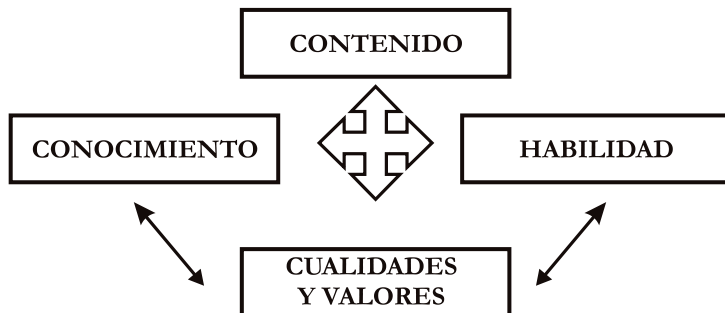 CONTENIDO
CONOCIMIENTO
HABILIDAD
CUALIDADES
Y VALORES